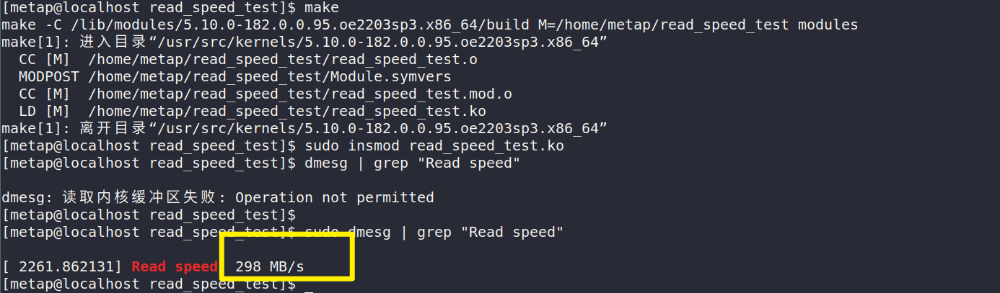 [metap@localhost read_speed_test]$ make
make -C /lib/modules/5.10.0-182.0.0.95.oe2203sp3.x86_64/build M=/home/metap/read_speed_test modules
make[1]: 进入目录“/usr/src/kernels/5.10.0-182.0.0.95.oe2203sp3.x86_64”
  CC [M]  /home/metap/read_speed_test/read_speed_test.o
  MODPOST /home/metap/read_speed_test/Module.symvers
  CC [M]  /home/metap/read_speed_test/read_speed_test.mod.o
  LD [M]  /home/metap/read_speed_test/read_speed_test.ko
make[1]: 离开目录“/usr/src/kernels/5.10.0-182.0.0.95.oe2203sp3.x86_64”
[metap@localhost read_speed_test]$ sudo insmod read_speed_test.ko
[metap@localhost read_speed_test]$ dmesg | grep "Read speed"
dmesg: 读取内核缓冲区失败: Operation not permitted
[metap@localhost read_speed_test]$
[metap@localhost read_speed_test]$ sudo dmesg | grep "Read speed"
[ 2261.862131] Read speed 298 MB/s
[metap@localhost read_speed_test]$